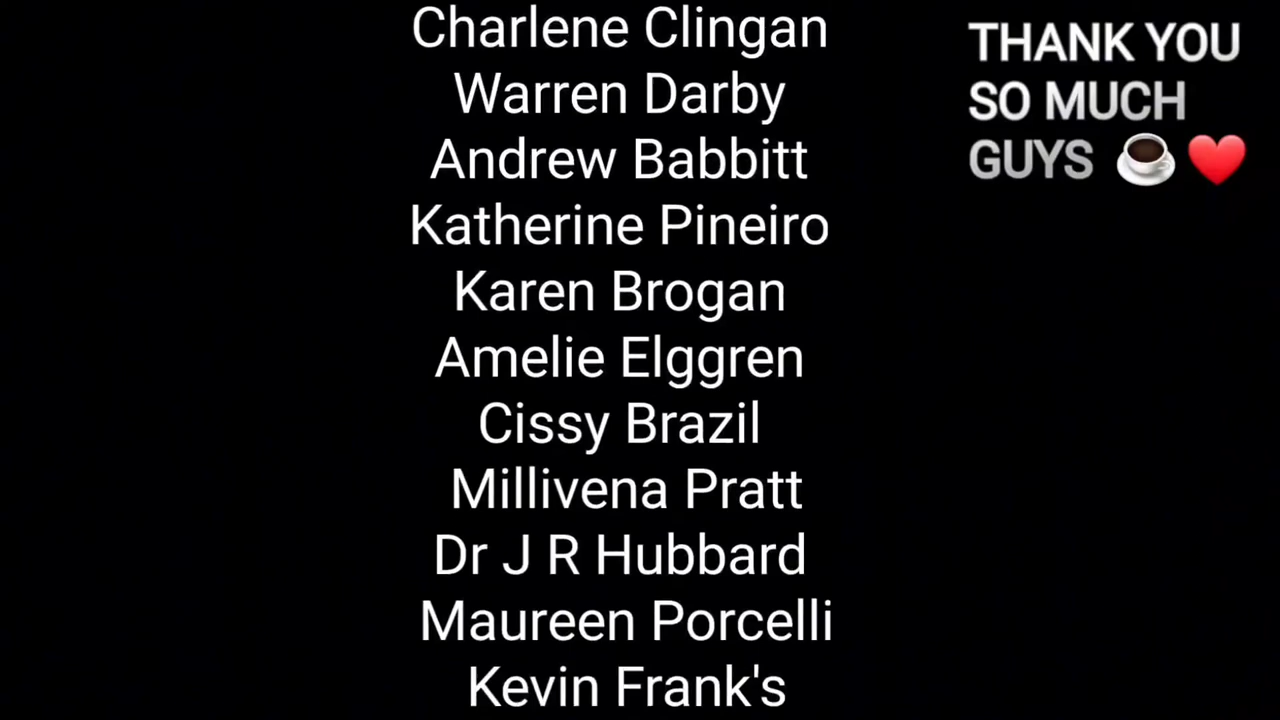 Charlene Clingan
Warren Darby
Andrew Babbitt
Katherine Pineiro
Karen Brogan
Amelie Elggren
Cissy Brazil
Millivena Pratt
Dr J R Hubbard
Maureen Porcelli
Kevin Frank's
THANK YOU
SO MUCH
GUYS ☕❤️